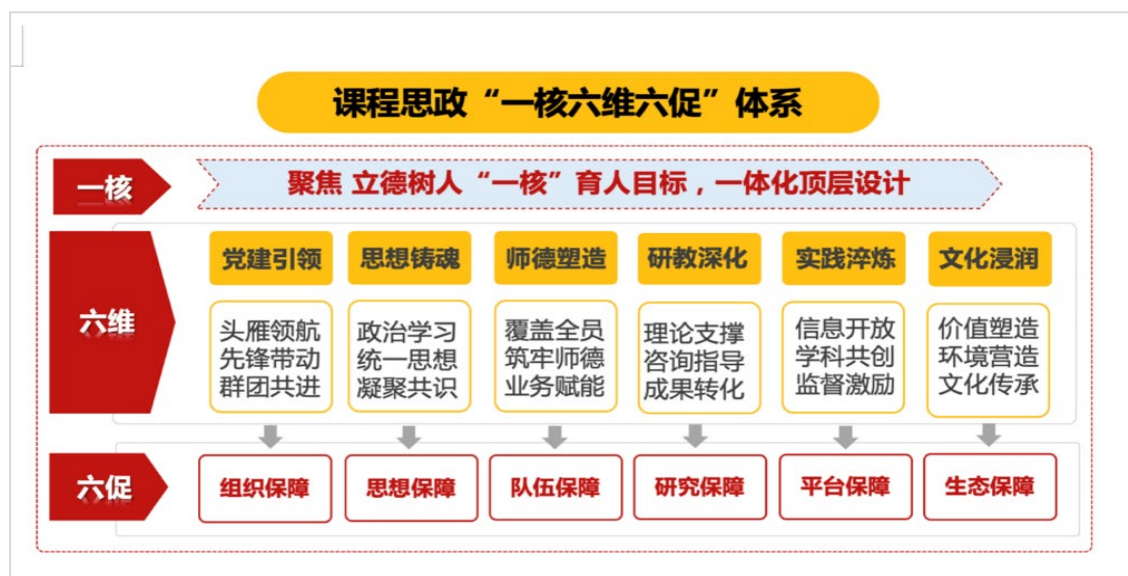 课程思政“一核六维六促”体系
一核
聚焦 立德树人“一核”育人目标，一体化顶层设计
六维
党建引领 思想铸魂 师德塑造 研教深化 实践淬炼 文化浸润
头雁领航 政治学习 覆盖全员 理论支撑 信息开放 价值塑造
先锋带动 统一思想 筑牢师德 咨询指导 学科共创 环境营造
群团共进 凝聚共识 业务赋能 成果转化 监督激励 文化传承
六促
组织保障 思想保障 队伍保障 研究保障 平台保障 生态保障